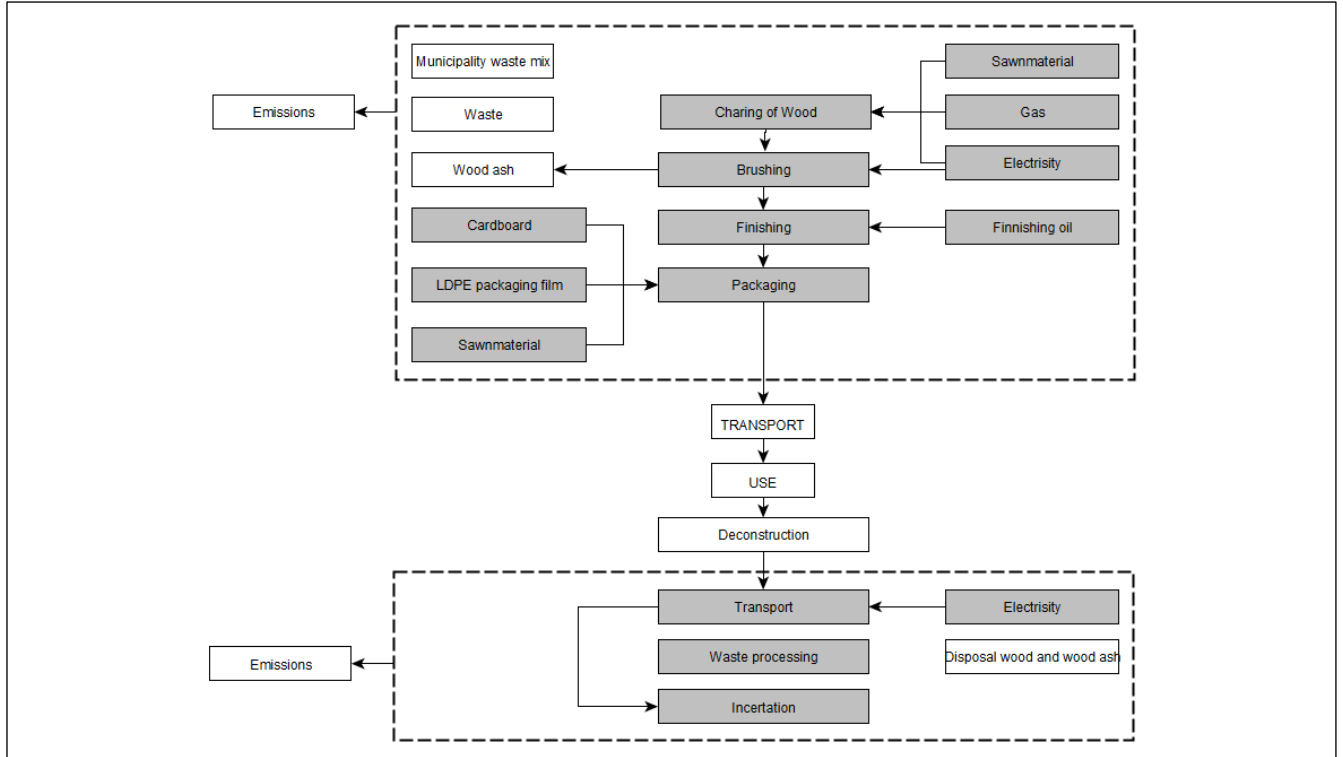 Municipality waste mix
Sawnmaterial
Emissions
Waste
Charing of Wood
Gas
Wood ash
Brushing
Electrisity
Cardboard
Finishing
Finnishing oil
LDPE packaging film
Packaging
Sawnmaterial
TRANSPORT
USE
Deconstruction
Transport
Electrisity
Emissions
Waste processing
Disposal wood and wood ash
Incertation